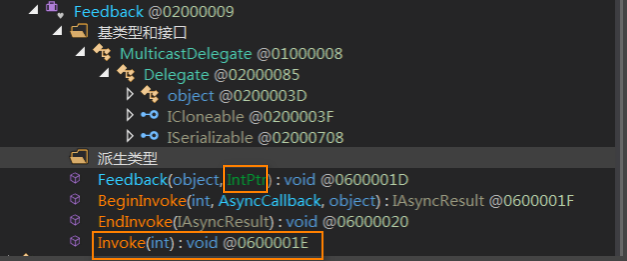 Feedback @02000009
基类型和接口
MulticastDelegate @01000008
Delegate @02000085
object @0200003D
ICloneable @0200003F
ISerializable @02000708
派生类型
Feedback(object, IntPtr) : void @0600001D
BeginInvoke(int, AsyncCallback, object) : IAsyncResult @0600001F
EndInvoke(IAsyncResult) : void @06000020
Invoke(int) : void @0600001E